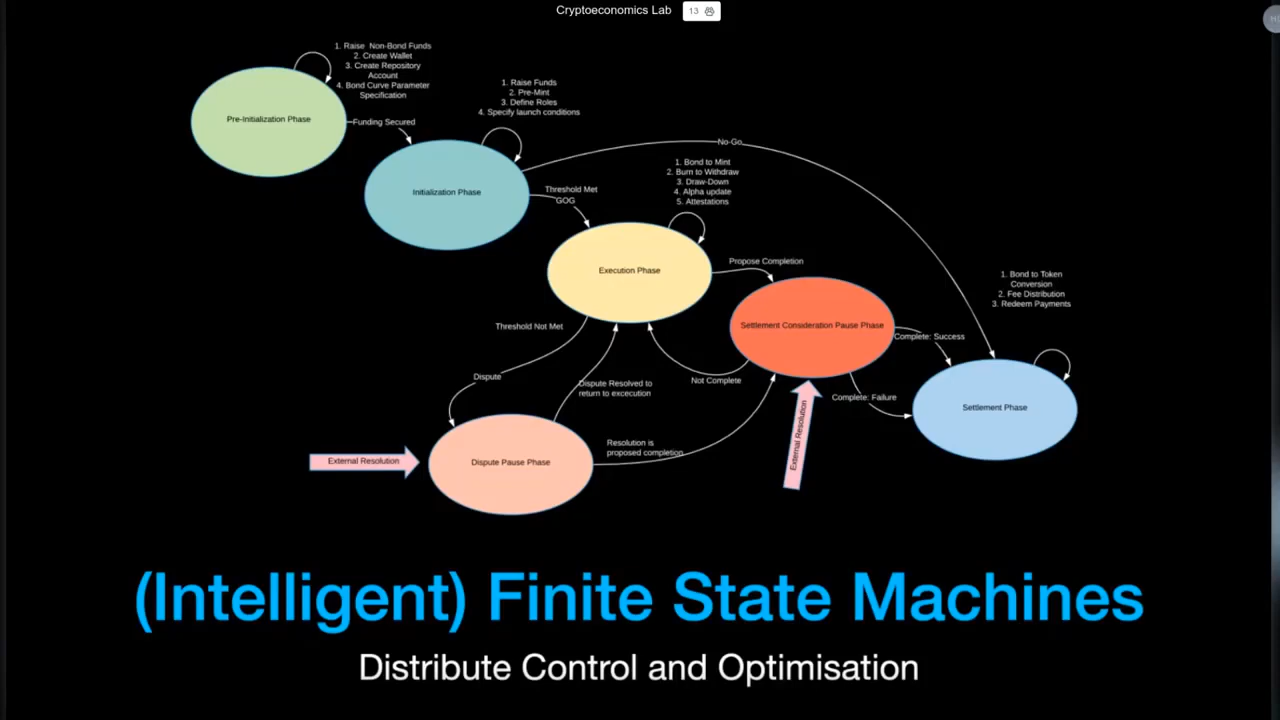 Cryptoeconomics Lab
13
1. Raise Non-Bond Funds
2. Create Wallet
3. Create Repository
Account
4. Bond Curve Parameter
Specification
Pre-Initialization Phase
Funding Secured
1. Raise Funds
2. Pre-Mint
3. Define Roles
4. Specify launch conditions
Initialization Phase
No-Go
Threshold Met
GOG
1. Bond to Mint
2. Burn to Withdraw
3. Draw-Down
4. Alpha update
5. Attestations
Execution Phase
Propose Completion
Settlement Consideration Pause Phase
1. Bond to Token
Conversion
2. Fee Distribution
3. Redeem Payments
Threshold Not Met
Dispute
Dispute Resolved to
return to excecution
Not Complete
Complete: Success
Complete: Failure
Settlement Phase
External Resolution
Dispute Pause Phase
Resolution is
proposed completion
External Resolution
(Intelligent) Finite State Machines
Distribute Control and Optimisation